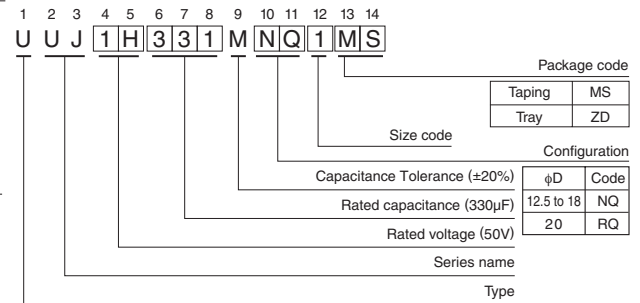 1 2 3 4 5 6 7 8 9 10 11 12 13 14
U U J 1 H 3 3 1 M N Q 1 M S
Package code
Taping MS
Tray ZD
Size code
Configuration
ϕD Code
12.5 to 18 NQ
20 RQ
Capacitance Tolerance (±20%)
Rated capacitance (330µF)
Rated voltage (50V)
Series name
Type